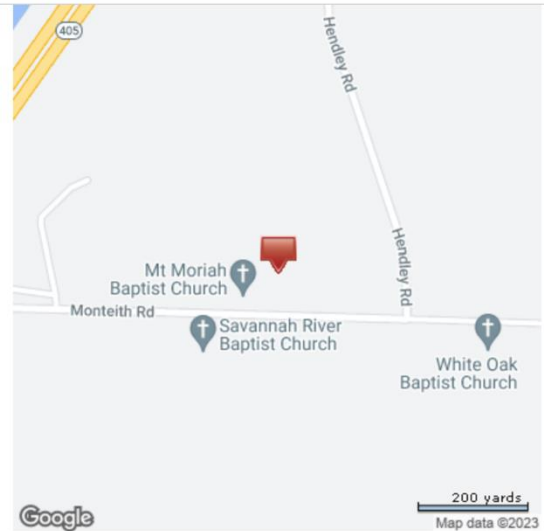 405
Hendley Rd
Hendley Rd
Mt Moriah
Baptist Church
Monteith Rd
Savannah River
Baptist Church
White Oak
Baptist Church
200 yards
Google
Map data ©2023